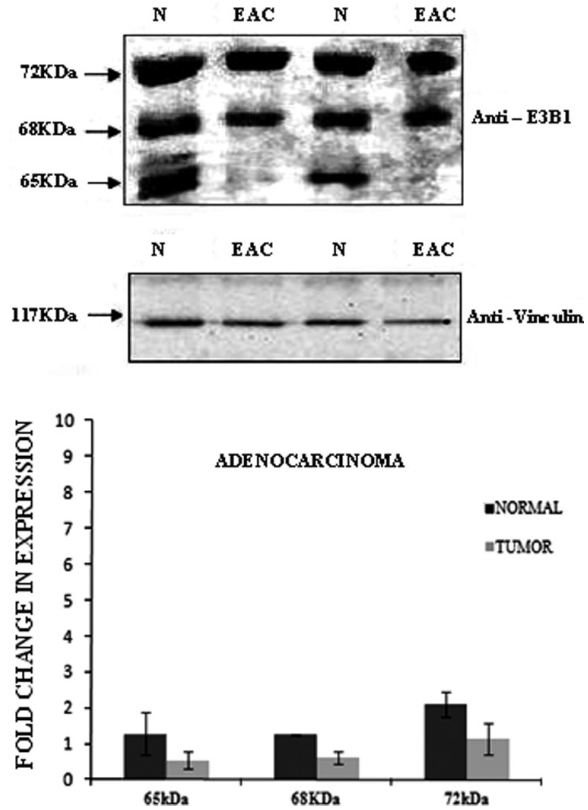 N EAC N EAC
72KDa
68KDa
65KDa
Anti – E3B1
N EAC N EAC
117KDa
Anti -Vinculin
10
9
8
7
6
5
4
3
2
1
0
FOLD CHANGE IN EXPRESSION
ADENOCARCINOMA
NORMAL
TUMOR
65kDa 68KDa 72kDa